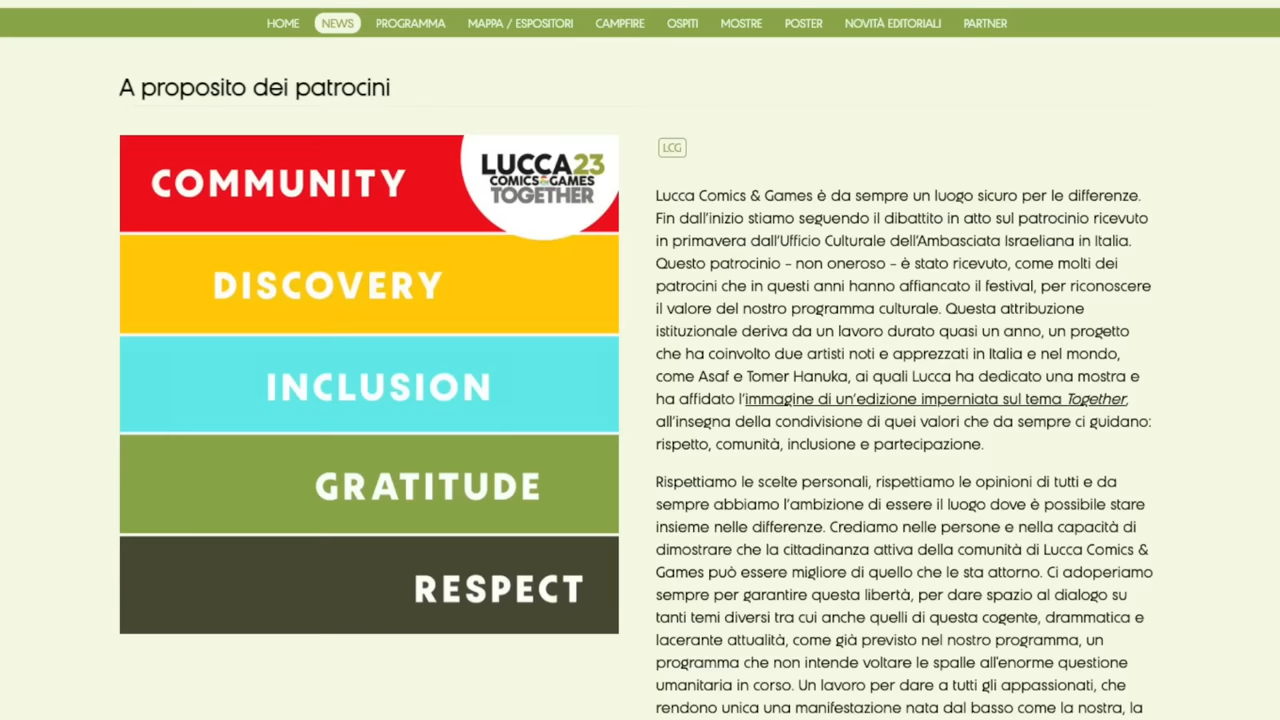 HOME NEWS PROGRAMMA MAPPA / ESPOSITORI CAMPFIRE OSPITI MOSTRE POSTER NOVITÀ EDITORIALI PARTNER
A proposito dei patrocini
COMMUNITY
LUCCA23
COMICS&GAMES
TOGETHER
DISCOVERY
INCLUSION
GRATITUDE
RESPECT
LCG
Lucca Comics & Games è da sempre un luogo sicuro per le differenze.
Fin dall'inizio stiamo seguendo il dibattito in atto sul patrocinio ricevuto
in primavera dall'Ufficio Culturale dell'Ambasciata Israeliana in Italia.
Questo patrocinio – non oneroso – è stato ricevuto, come molti dei
patrocini che in questi anni hanno affiancato il festival, per riconoscere
il valore del nostro programma culturale. Questa attribuzione
istituzionale deriva da un lavoro durato quasi un anno, un progetto
che ha coinvolto due artisti noti e apprezzati in Italia e nel mondo,
come Asaf e Tomer Hanuka, ai quali Lucca ha dedicato una mostra e
ha affidato l'immagine di un'edizione imperniata sul tema Together,
all'insegna della condivisione di quei valori che da sempre ci guidano:
rispetto, comunità, inclusione e partecipazione.
Rispettiamo le scelte personali, rispettiamo le opinioni di tutti e da
sempre abbiamo l'ambizione di essere il luogo dove è possibile stare
insieme nelle differenze. Crediamo nelle persone e nella capacità di
dimostrare che la cittadinanza attiva della comunità di Lucca Comics &
Games può essere migliore di quello che le sta attorno. Ci adoperiamo
sempre per garantire questa libertà, per dare spazio al dialogo su
tanti temi diversi tra cui anche quelli di questa cogente, drammatica e
lacerante attualità, come già previsto nel nostro programma, un
programma che non intende voltare le spalle all'enorme questione
umanitaria in corso. Un lavoro per dare a tutti gli appassionati, che
rendono unica una manifestazione nata dal basso come la nostra, la